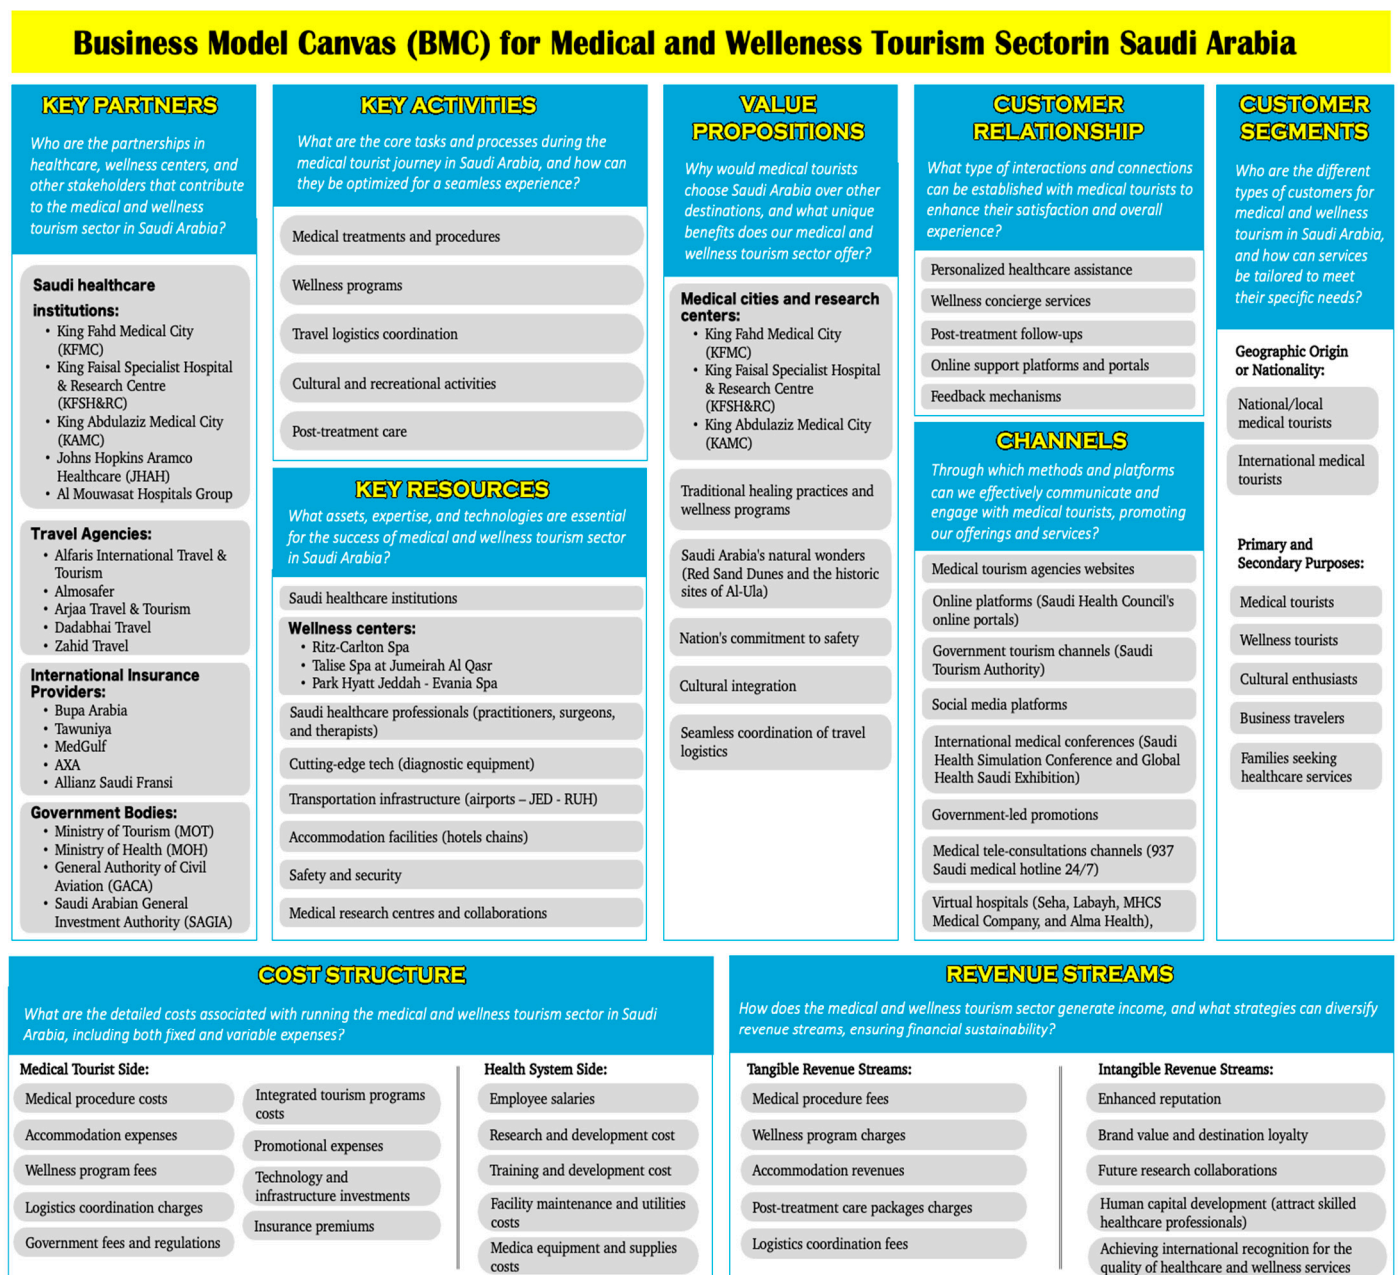 Business Model Canvas (BMC) for Medical and Welleness Tourism Sectorin Saudi Arabia
KEY PARTNERS
Who are the partnerships in
healthcare, wellness centers, and
other stakeholders that contribute
to the medical and wellness
tourism sector in Saudi Arabia?
Saudi healthcare
institutions:
• King Fahd Medical City
(KFMC)
• King Faisal Specialist Hospital
& Research Centre
(KFSH&RC)
• King Abdulaziz Medical City
(KAMC)
• Johns Hopkins Aramco
Healthcare (JHAH)
• Al Mouwasat Hospitals Group
Travel Agencies:
• Alfaris International Travel &
Tourism
• Almosafer
• Arjaa Travel & Tourism
• Dadabhai Travel
• Zahid Travel
International Insurance
Providers:
• Bupa Arabia
• Tawuniya
• MedGulf
• AXA
• Allianz Saudi Fransi
Government Bodies:
• Ministry of Tourism (MOT)
• Ministry of Health (MOH)
• General Authority of Civil
Aviation (GACA)
• Saudi Arabian General
Investment Authority (SAGIA)
KEY ACTIVITIES
What are the core tasks and processes during the
medical tourist journey in Saudi Arabia, and how can
they be optimized for a seamless experience?
Medical treatments and procedures
Wellness programs
Travel logistics coordination
Cultural and recreational activities
Post-treatment care
KEY RESOURCES
What assets, expertise, and technologies are essential
for the success of medical and wellness tourism sector
in Saudi Arabia?
Saudi healthcare institutions
Wellness centers:
• Ritz-Carlton Spa
• Talise Spa at Jumeirah Al Qasr
• Park Hyatt Jeddah - Evania Spa
Saudi healthcare professionals (practitioners, surgeons,
and therapists)
Cutting-edge tech (diagnostic equipment)
Transportation infrastructure (airports – JED - RUH)
Accommodation facilities (hotels chains)
Safety and security
Medical research centres and collaborations
VALUE
PROPOSITIONS
Why would medical tourists
choose Saudi Arabia over other
destinations, and what unique
benefits does our medical and
wellness tourism sector offer?
Medical cities and research
centers:
• King Fahd Medical City
(KFMC)
• King Faisal Specialist Hospital
& Research Centre
(KFSH&RC)
• King Abdulaziz Medical City
(KAMC)
Traditional healing practices and
wellness programs
Saudi Arabia's natural wonders
(Red Sand Dunes and the historic
sites of Al-Ula)
Nation's commitment to safety
Cultural integration
Seamless coordination of travel
logistics
CUSTOMER
RELATIONSHIP
What type of interactions and connections
can be established with medical tourists to
enhance their satisfaction and overall
experience?
Personalized healthcare assistance
Wellness concierge services
Post-treatment follow-ups
Online support platforms and portals
Feedback mechanisms
CHANNELS
Through which methods and platforms
can we effectively communicate and
engage with medical tourists, promoting
our offerings and services?
Medical tourism agencies websites
Online platforms (Saudi Health Council's
online portals)
Government tourism channels (Saudi
Tourism Authority)
Social media platforms
International medical conferences (Saudi
Health Simulation Conference and Global
Health Saudi Exhibition)
Government-led promotions
Medical tele-consultations channels (937
Saudi medical hotline 24/7)
Virtual hospitals (Seha, Labayh, MHCS
Medical Company, and Alma Health),
CUSTOMER
SEGMENTS
Who are the different
types of customers for
medical and wellness
tourism in Saudi Arabia,
and how can services
be tailored to meet
their specific needs?
Geographic Origin
or Nationality:
National/local
medical tourists
International medical
tourists
Primary and
Secondary Purposes:
Medical tourists
Wellness tourists
Cultural enthusiasts
Business travelers
Families seeking
healthcare services
COST STRUCTURE
What are the detailed costs associated with running the medical and wellness tourism sector in Saudi
Arabia, including both fixed and variable expenses?
Medical Tourist Side:
Medical procedure costs
Accommodation expenses
Wellness program fees
Logistics coordination charges
Government fees and regulations
Integrated tourism programs
costs
Promotional expenses
Technology and
infrastructure investments
Insurance premiums
Health System Side:
Employee salaries
Research and development cost
Training and development cost
Facility maintenance and utilities
costs
Medica equipment and supplies
costs
REVENUE STREAMS
How does the medical and wellness tourism sector generate income, and what strategies can diversify
revenue streams, ensuring financial sustainability?
Tangible Revenue Streams:
Medical procedure fees
Wellness program charges
Accommodation revenues
Post-treatment care packages charges
Logistics coordination fees
Intangible Revenue Streams:
Enhanced reputation
Brand value and destination loyalty
Future research collaborations
Human capital development (attract skilled
healthcare professionals)
Achieving international recognition for the
quality of healthcare and wellness services